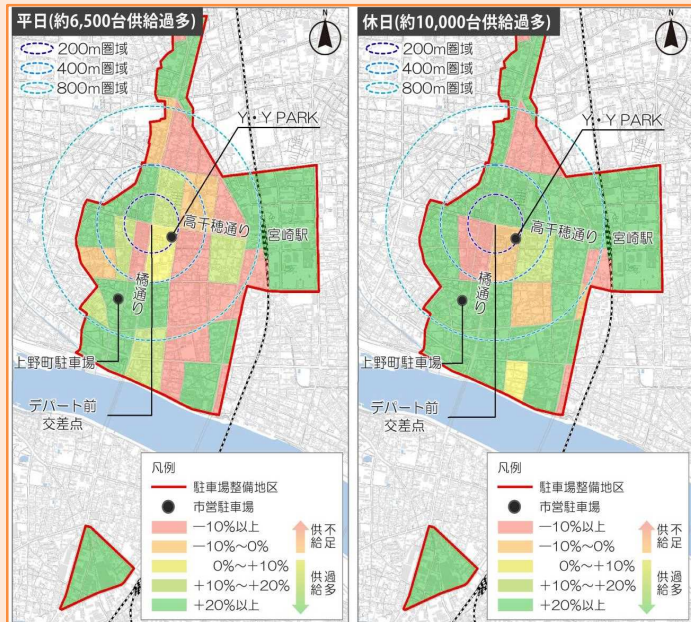 平日(約6,500台供給過多)
N
200m圏域
400m圏域
800m圏域
Y・Y PARK
高千穂通り
宮崎駅
橘通り
上野町駐車場
デパート前
交差点
凡例
駐車場整備地区
市営駐車場
－10%以上
－10%～0%
0%～+10%
+10%～+20%
+20%以上
供給不足
供給過多
休日(約10,000台供給過多)
N
200m圏域
400m圏域
800m圏域
Y・Y PARK
高千穂通り
宮崎駅
橘通り
上野町駐車場
デパート前
交差点
凡例
駐車場整備地区
市営駐車場
－10%以上
－10%～0%
0%～+10%
+10%～+20%
+20%以上
供給不足
供給過多